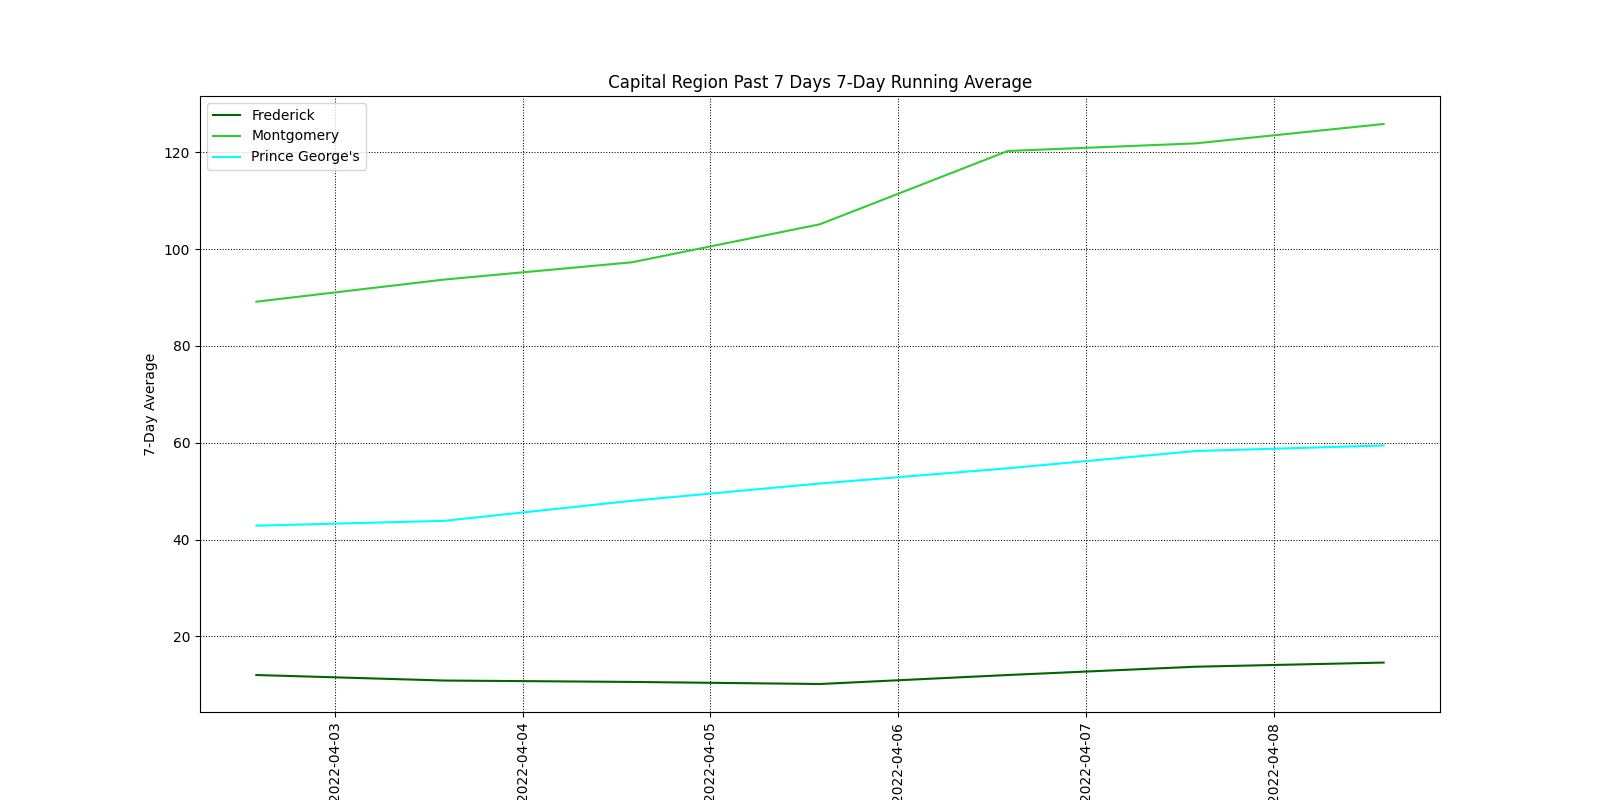 Capital Region Past 7 Days 7-Day Running Average
Frederick
Montgomery
Prince George's
7-Day Average
120
100
80
60
40
20
2022-04-03
2022-04-04
2022-04-05
2022-04-06
2022-04-07
2022-04-08